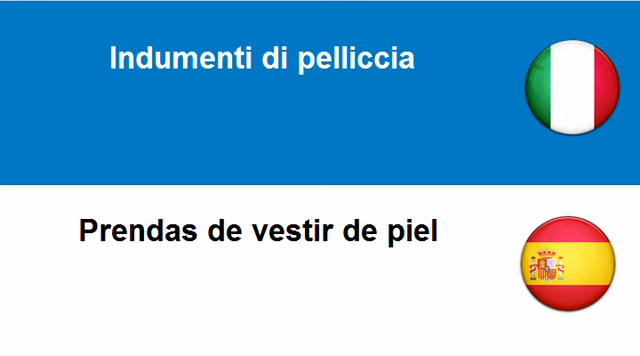 Indumenti di pelliccia
Prendas de vestir de piel